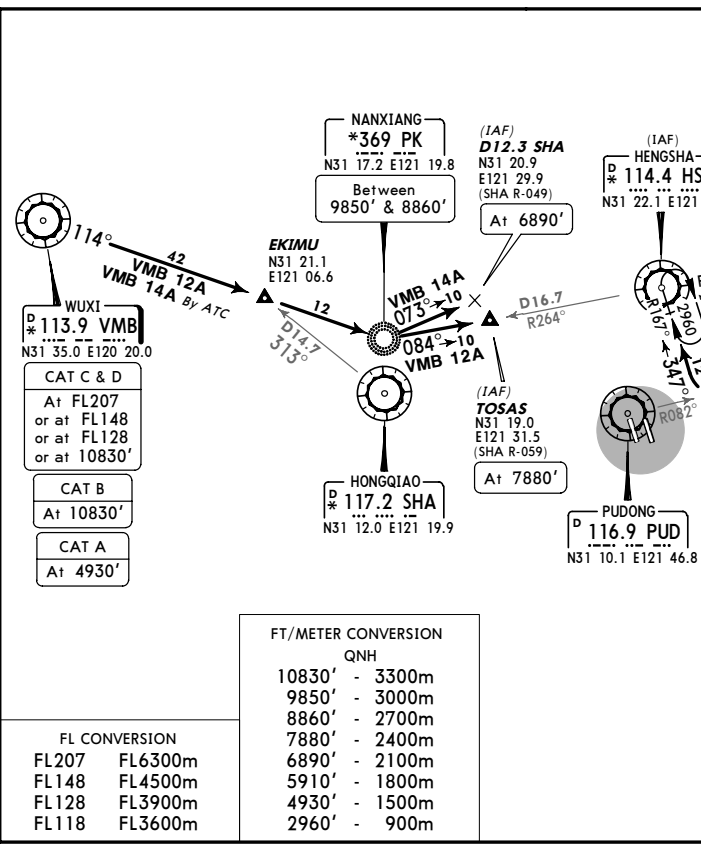 NANXIANG
*369 PK
N31 17.2 E121 19.8
Between
9850' & 8860'
(IAF)
D12.3 SHA
N31 20.9
E121 29.9
(SHA R-049)
At 6890'
(IAF)
HENGSHA
D
* 114.4 HS
N31 22.1 E121
114°
42
VMB 12A
VMB 14A By ATC
EKIMU
N31 21.1
E121 06.6
12
VMB 14A
073° 10
084° 10
VMB 12A
D16.7
R264°
2960
R167°
347°
12
R082°
D14.7
313°
WUXI
D
* 113.9 VMB
N31 35.0 E120 20.0
CAT C & D
At FL207
or at FL148
or at FL128
or at 10830'
CAT B
At 10830'
CAT A
At 4930'
HONGQIAO
D
* 117.2 SHA
N31 12.0 E121 19.9
(IAF)
TOSAS
N31 19.0
E121 31.5
(SHA R-059)
At 7880'
PUDONG
D 116.9 PUD
N31 10.1 E121 46.8
FT/METER CONVERSION
QNH
10830' - 3300m
9850' - 3000m
8860' - 2700m
7880' - 2400m
6890' - 2100m
5910' - 1800m
4930' - 1500m
2960' - 900m
FL CONVERSION
FL207 FL6300m
FL148 FL4500m
FL128 FL3900m
FL118 FL3600m